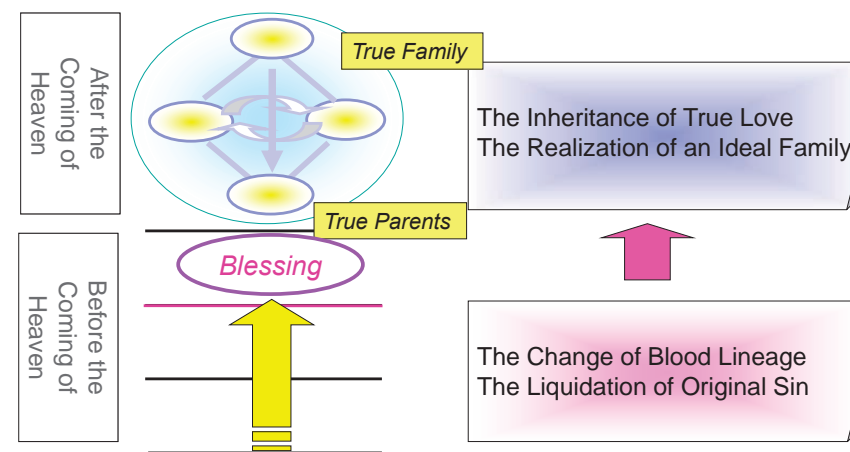 After the
Coming of
Heaven
True Family
The Inheritance of True Love
The Realization of an Ideal Family
True Parents
Before the
Coming of
Heaven
Blessing
The Change of Blood Lineage
The Liquidation of Original Sin